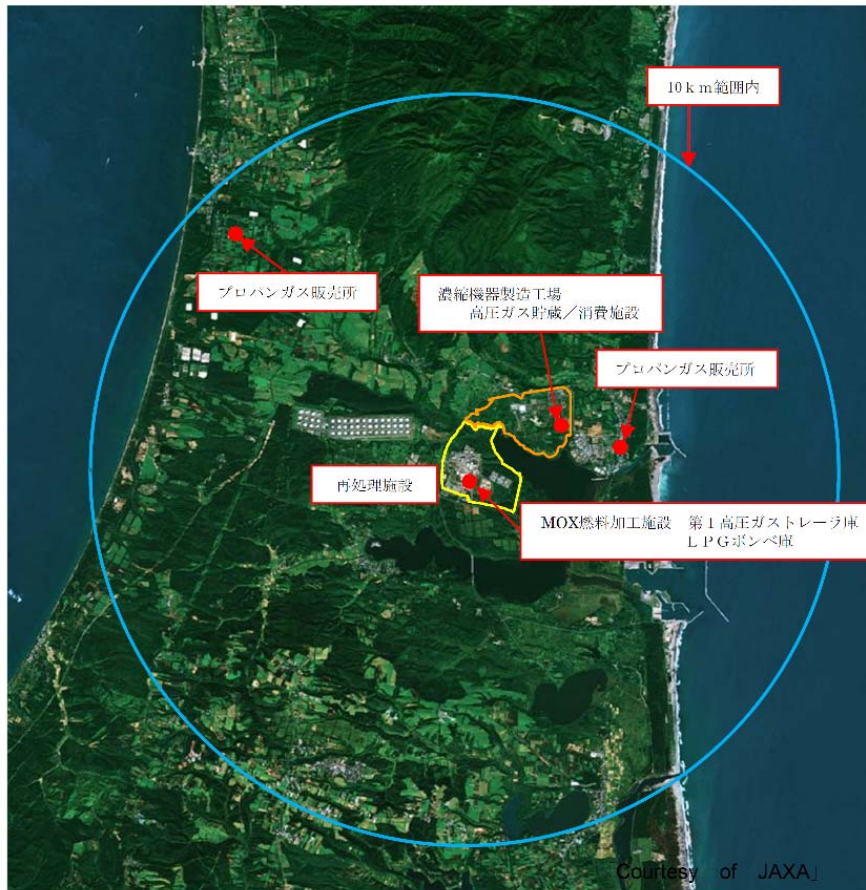 10ｋｍ範囲内
プロパンガス販売所
濃縮機器製造工場
高圧ガス貯蔵／消費施設
プロパンガス販売所
再処理施設
MOX燃料加工施設　第１高圧ガストレーラ庫
ＬＰＧボンベ庫
Courtesy of JAXA」